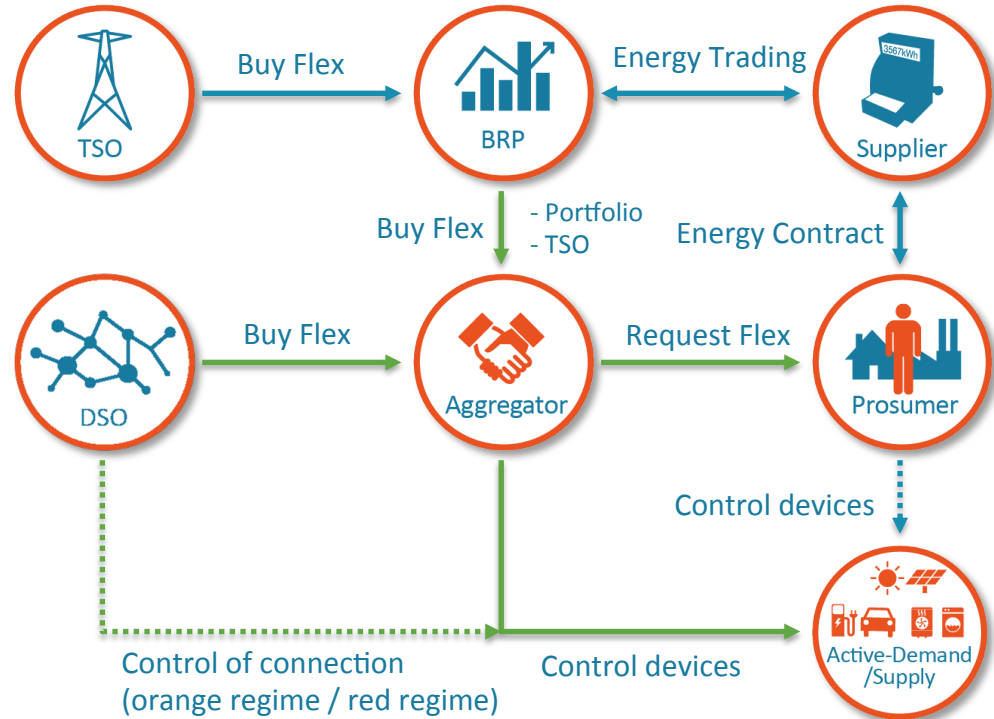 3567kWh
Buy Flex
Energy Trading
TSO
BRP
Supplier
Buy Flex
- Portfolio
- TSO
Energy Contract
Buy Flex
Request Flex
DSO
Aggregator
Prosumer
Control devices
Control of connection
(orange regime / red regime)
Control devices
Active-Demand
/Supply